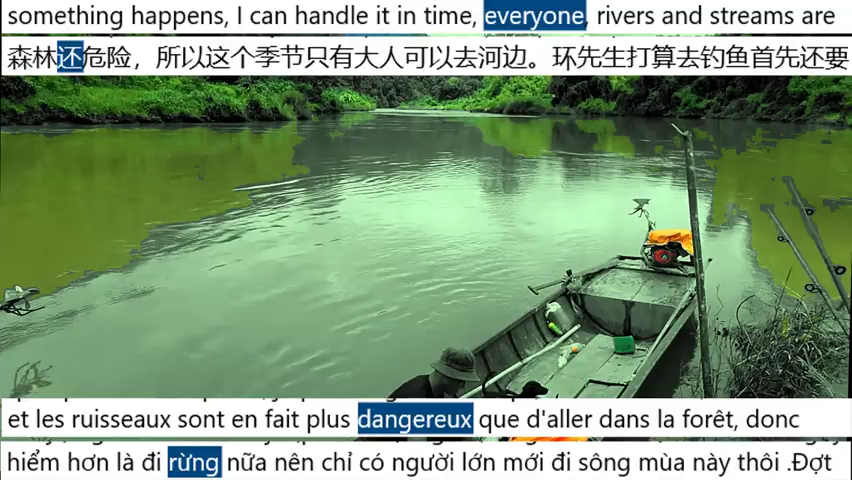 something happens, I can handle it in time, everyone, rivers and streams are
森林还危险，所以这个季节只有大人可以去河边。环先生打算去钓鱼首先还要
et les ruisseaux sont en fait plus dangereux que d'aller dans la forêt, donc
hiểm hơn là đi rừng nữa nên chỉ có người lớn mới đi sông mùa này thôi .Đợt